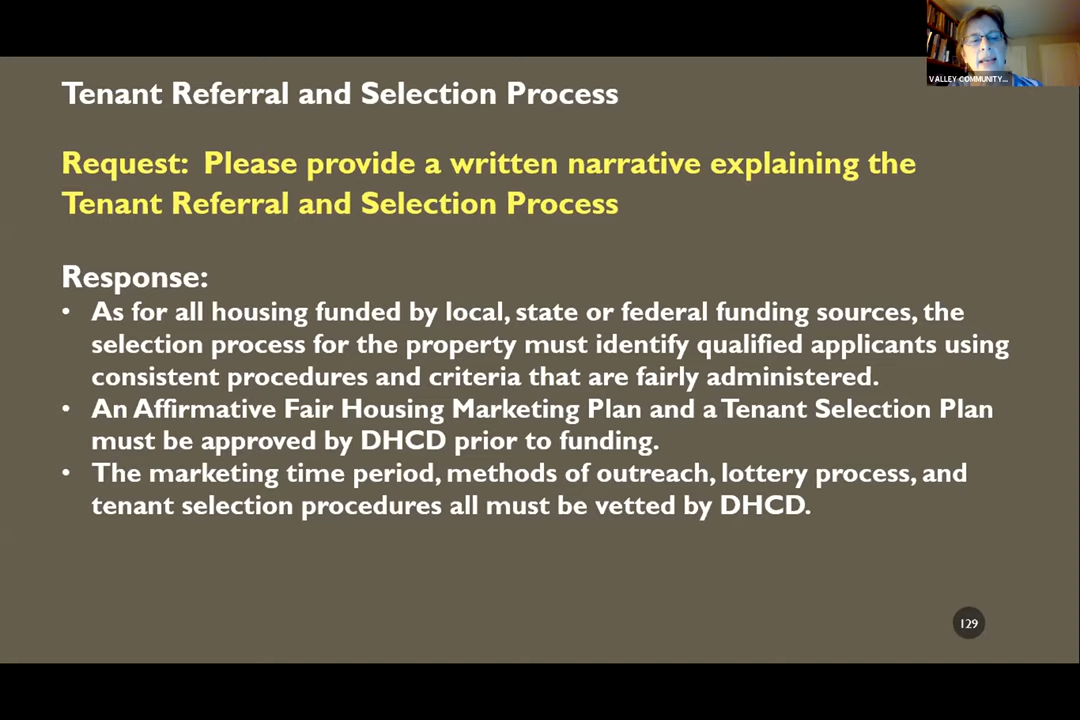 VALLEY COMMUNITY...
Tenant Referral and Selection Process
Request: Please provide a written narrative explaining the
Tenant Referral and Selection Process
Response:
• As for all housing funded by local, state or federal funding sources, the
selection process for the property must identify qualified applicants using
consistent procedures and criteria that are fairly administered.
• An Affirmative Fair Housing Marketing Plan and a Tenant Selection Plan
must be approved by DHCD prior to funding.
• The marketing time period, methods of outreach, lottery process, and
tenant selection procedures all must be vetted by DHCD.
129